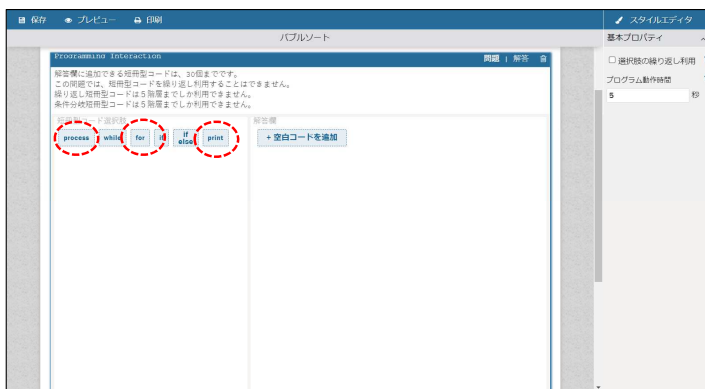 保存 プレビュー 印刷
スタイルエディタ
バブルソート
基本プロパティ
Programming Interaction 問題 | 解答
解答欄に追加できる短冊型コードは、30個までです。
この問題では、短冊型コードを繰り返し利用することはできません。
繰り返し短冊型コードは５階層までしか利用できません。
条件分岐短冊型コードは５階層までしか利用できません。
選択肢の繰り返し利用
プログラム動作時間
5 秒
短冊型コード選択肢
解答欄
process while for if if else print
+ 空白コードを追加